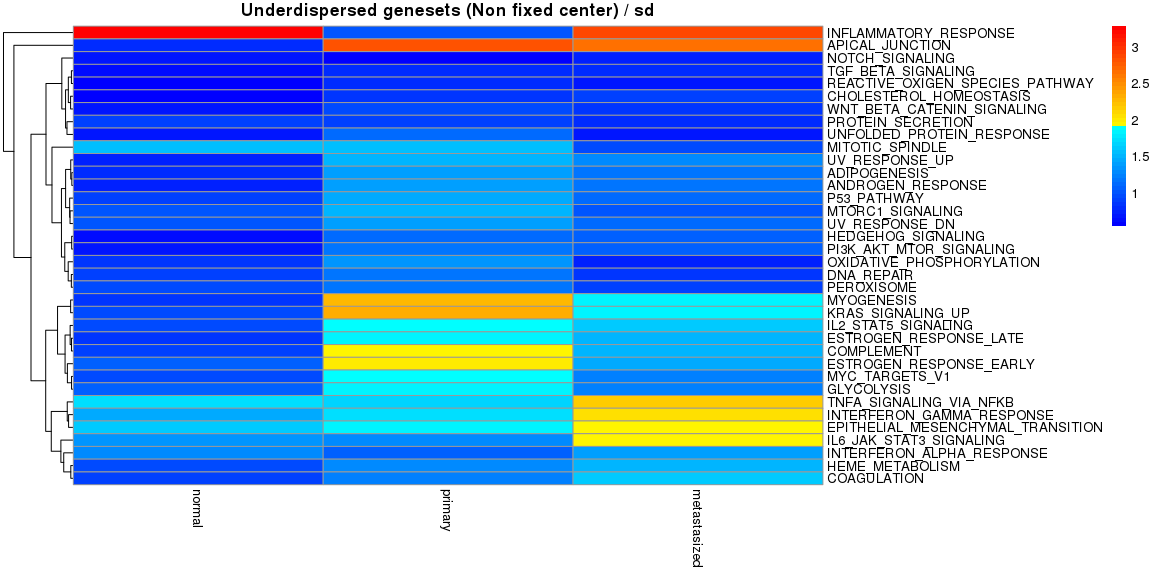 Underdispersed genesets (Non fixed center) / sd
INFLAMMATORY_RESPONSE
APICAL_JUNCTION
NOTCH_SIGNALING
TGF_BETA_SIGNALING
REACTIVE_OXIGEN_SPECIES_PATHWAY
CHOLESTEROL_HOMEOSTASIS
WNT_BETA_CATENIN_SIGNALING
PROTEIN_SECRETION
UNFOLDED_PROTEIN_RESPONSE
MITOTIC_SPINDLE
UV_RESPONSE_UP
ADIPOGENESIS
ANDROGEN_RESPONSE
P53_PATHWAY
MTORC1_SIGNALING
UV_RESPONSE_DN
HEDGEHOG_SIGNALING
PI3K_AKT_MTOR_SIGNALING
OXIDATIVE_PHOSPHORYLATION
DNA_REPAIR
PEROXISOME
MYOGENESIS
KRAS_SIGNALING_UP
IL2_STAT5_SIGNALING
ESTROGEN_RESPONSE_LATE
COMPLEMENT
ESTROGEN_RESPONSE_EARLY
MYC_TARGETS_V1
GLYCOLYSIS
TNFA_SIGNALING_VIA_NFKB
INTERFERON_GAMMA_RESPONSE
EPITHELIAL_MESENCHYMAL_TRANSITION
IL6_JAK_STAT3_SIGNALING
INTERFERON_ALPHA_RESPONSE
HEME_METABOLISM
COAGULATION
3
2.5
2
1.5
1
normal
primary
metastasized